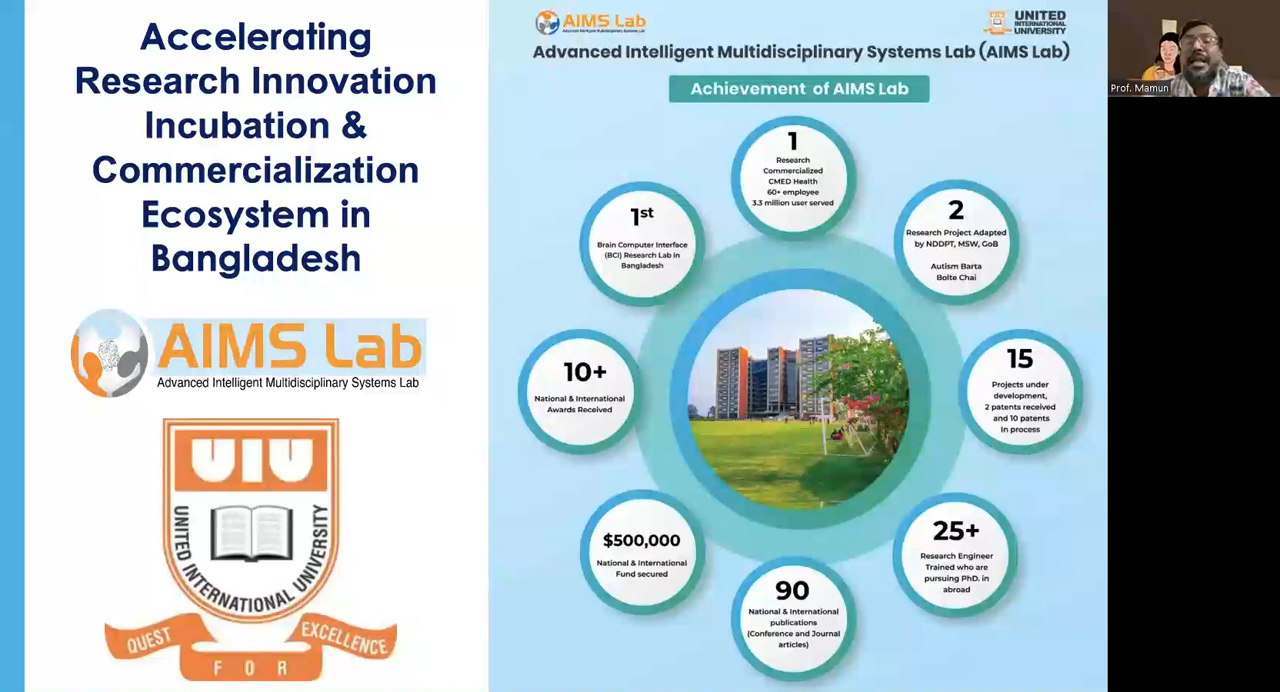 Accelerating
Research Innovation
Incubation &
Commercialization
Ecosystem in
Bangladesh
AIMS Lab
Advanced Intelligent Multidisciplinary Systems Lab
UIU
UNITED INTERNATIONAL UNIVERSITY
QUEST
FOR
EXCELLENCE
AIMS Lab
Advanced Intelligent Multidisciplinary Systems Lab
UNITED
INTERNATIONAL
UNIVERSITY
Advanced Intelligent Multidisciplinary Systems Lab (AIMS Lab)
Achievement of AIMS Lab
1
Research
Commercialized
CMED Health
60+ employee
3.3 million user served
2
Research Project Adapted
by NDDPT, MSW, GoB
Autism Barta
Bolte Chai
15
Projects under
development,
2 patents received
and 10 patents
In process
25+
Research Engineer
Trained who are
pursuing PhD. in
abroad
90
National & International
publications
(Conference and Journal
articles)
$500,000
National & International
Fund secured
10+
National & International
Awards Received
1st
Brain Computer Interface
(BCI) Research Lab in
Bangladesh
Prof. Mamun